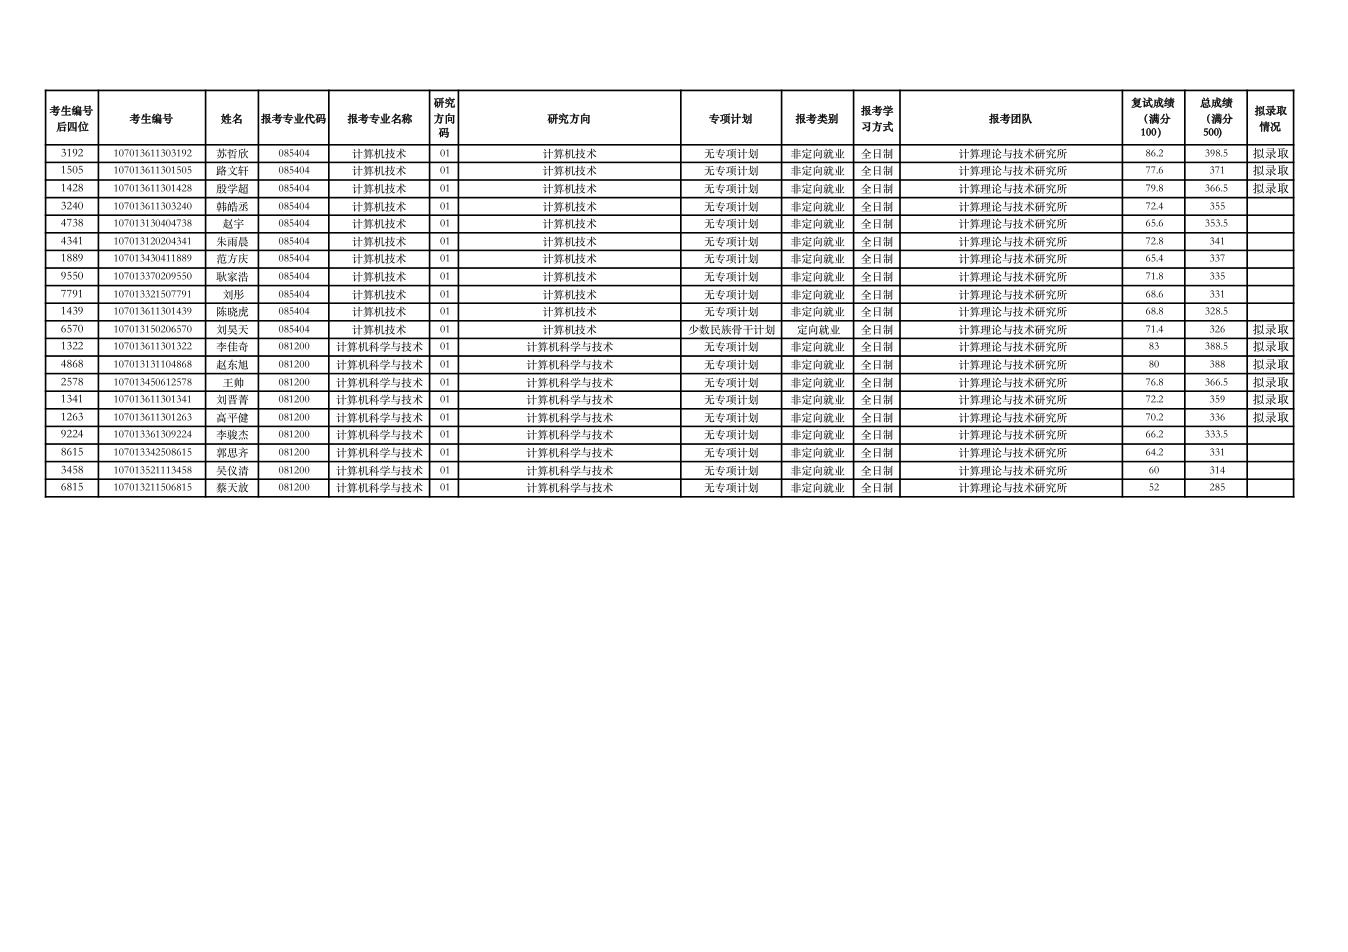 考生编号后四位 考生编号 姓名 报考专业代码 报考专业名称 研究方向码 研究方向 专项计划 报考类别 报考学习方式 报考团队 复试成绩（满分100） 总成绩（满分500) 拟录取情况
3192 107013611303192 苏哲欣 085404 计算机技术 01 计算机技术 无专项计划 非定向就业 全日制 计算理论与技术研究所 86.2 398.5 拟录取
1505 107013611301505 路文轩 085404 计算机技术 01 计算机技术 无专项计划 非定向就业 全日制 计算理论与技术研究所 77.6 371 拟录取
1428 107013611301428 殷学超 085404 计算机技术 01 计算机技术 无专项计划 非定向就业 全日制 计算理论与技术研究所 79.8 366.5 拟录取
3240 107013611303240 韩皓丞 085404 计算机技术 01 计算机技术 无专项计划 非定向就业 全日制 计算理论与技术研究所 72.4 355
4738 107013130404738 赵宇 085404 计算机技术 01 计算机技术 无专项计划 非定向就业 全日制 计算理论与技术研究所 65.6 353.5
4341 107013120204341 朱雨晨 085404 计算机技术 01 计算机技术 无专项计划 非定向就业 全日制 计算理论与技术研究所 72.8 341
1889 107013430411889 范方庆 085404 计算机技术 01 计算机技术 无专项计划 非定向就业 全日制 计算理论与技术研究所 65.4 337
9550 107013370209550 耿家浩 085404 计算机技术 01 计算机技术 无专项计划 非定向就业 全日制 计算理论与技术研究所 71.8 335
7791 107013321507791 刘彤 085404 计算机技术 01 计算机技术 无专项计划 非定向就业 全日制 计算理论与技术研究所 68.6 331
1439 107013611301439 陈晓虎 085404 计算机技术 01 计算机技术 无专项计划 非定向就业 全日制 计算理论与技术研究所 68.8 328.5
6570 107013150206570 刘昊天 085404 计算机技术 01 计算机技术 少数民族骨干计划 定向就业 全日制 计算理论与技术研究所 71.4 326 拟录取
1322 107013611301322 李佳奇 081200 计算机科学与技术 01 计算机科学与技术 无专项计划 非定向就业 全日制 计算理论与技术研究所 83 388.5 拟录取
4868 107013131104868 赵东旭 081200 计算机科学与技术 01 计算机科学与技术 无专项计划 非定向就业 全日制 计算理论与技术研究所 80 388 拟录取
2578 107013450612578 王帅 081200 计算机科学与技术 01 计算机科学与技术 无专项计划 非定向就业 全日制 计算理论与技术研究所 76.8 366.5 拟录取
1341 107013611301341 刘晋菁 081200 计算机科学与技术 01 计算机科学与技术 无专项计划 非定向就业 全日制 计算理论与技术研究所 72.2 359 拟录取
1263 107013611301263 高平健 081200 计算机科学与技术 01 计算机科学与技术 无专项计划 非定向就业 全日制 计算理论与技术研究所 70.2 336 拟录取
9224 107013361309224 李骏杰 081200 计算机科学与技术 01 计算机科学与技术 无专项计划 非定向就业 全日制 计算理论与技术研究所 66.2 333.5
8615 107013342508615 郭思齐 081200 计算机科学与技术 01 计算机科学与技术 无专项计划 非定向就业 全日制 计算理论与技术研究所 64.2 331
3458 107013521113458 吴仪清 081200 计算机科学与技术 01 计算机科学与技术 无专项计划 非定向就业 全日制 计算理论与技术研究所 60 314
6815 107013211506815 蔡天放 081200 计算机科学与技术 01 计算机科学与技术 无专项计划 非定向就业 全日制 计算理论与技术研究所 52 285